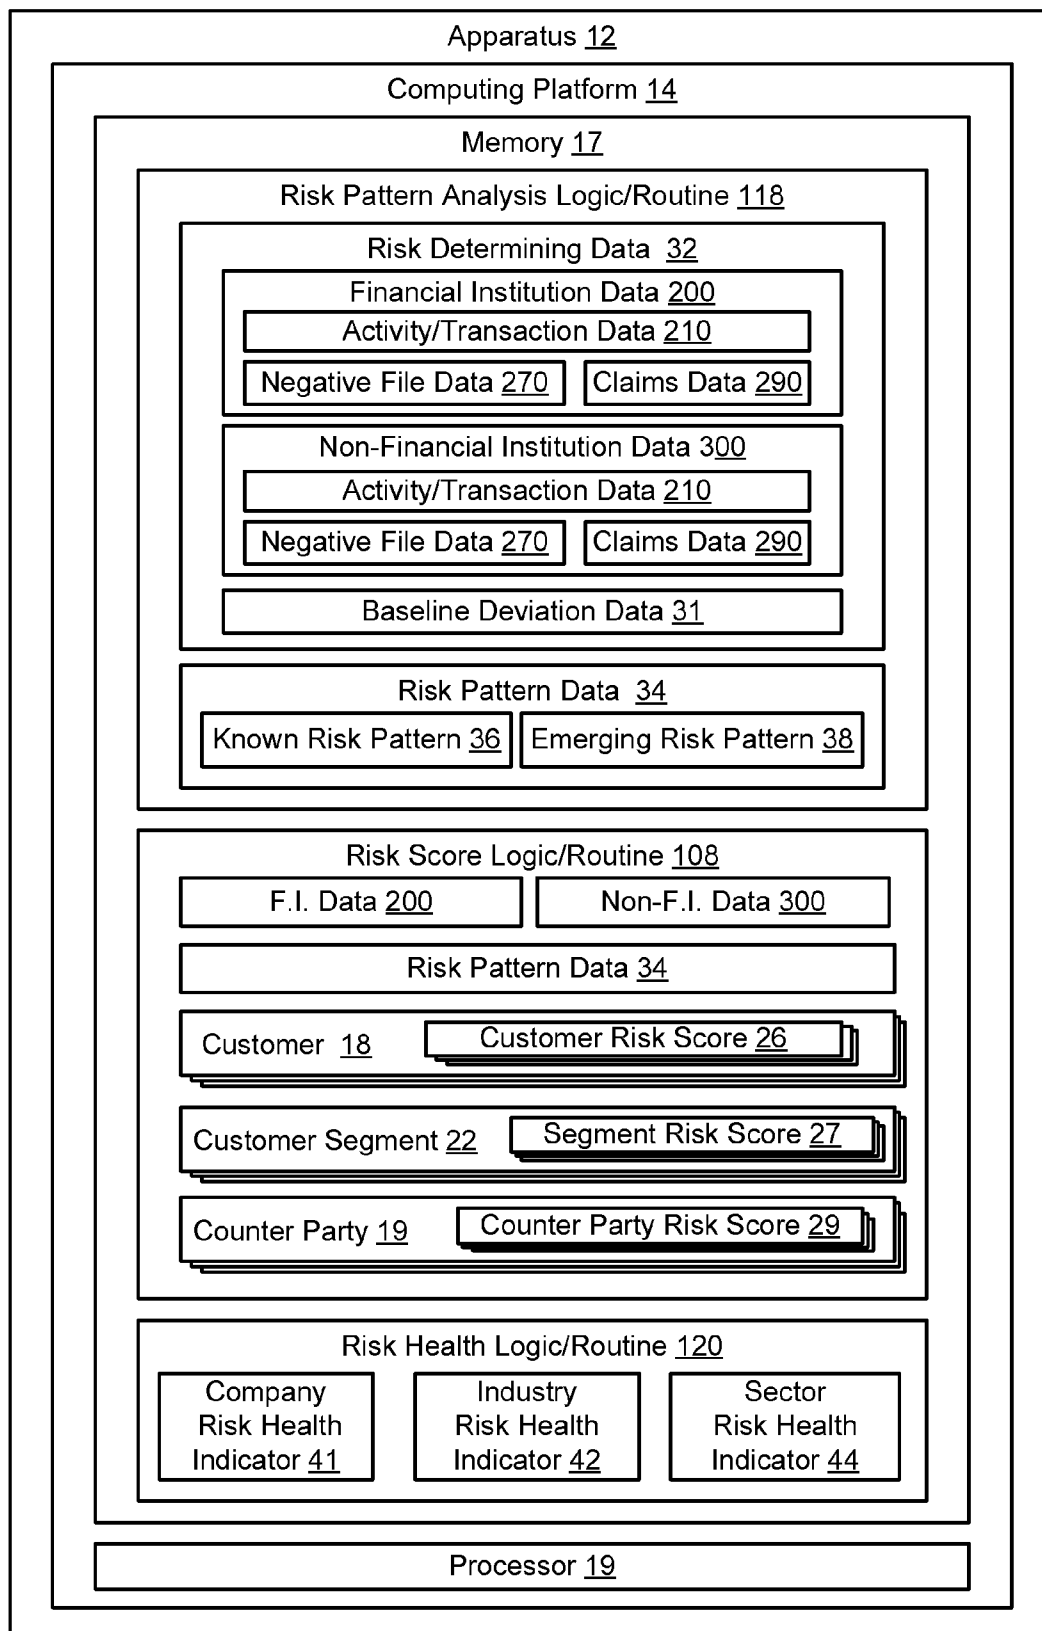 Apparatus 12
Computing Platform 14
Memory 17
Risk Pattern Analysis Logic/Routine 118
Risk Determining Data 32
Financial Institution Data 200
Activity/Transaction Data 210
Negative File Data 270
Claims Data 290
Non-Financial Institution Data 300
Activity/Transaction Data 210
Negative File Data 270
Claims Data 290
Baseline Deviation Data 31
Risk Pattern Data 34
Known Risk Pattern 36
Emerging Risk Pattern 38
Risk Score Logic/Routine 108
F.I. Data 200
Non-F.I. Data 300
Risk Pattern Data 34
Customer 18
Customer Risk Score 26
Customer Segment 22
Segment Risk Score 27
Counter Party 19
Counter Party Risk Score 29
Risk Health Logic/Routine 120
Company
Risk Health
Indicator 41
Industry
Risk Health
Indicator 42
Sector
Risk Health
Indicator 44
Processor 19